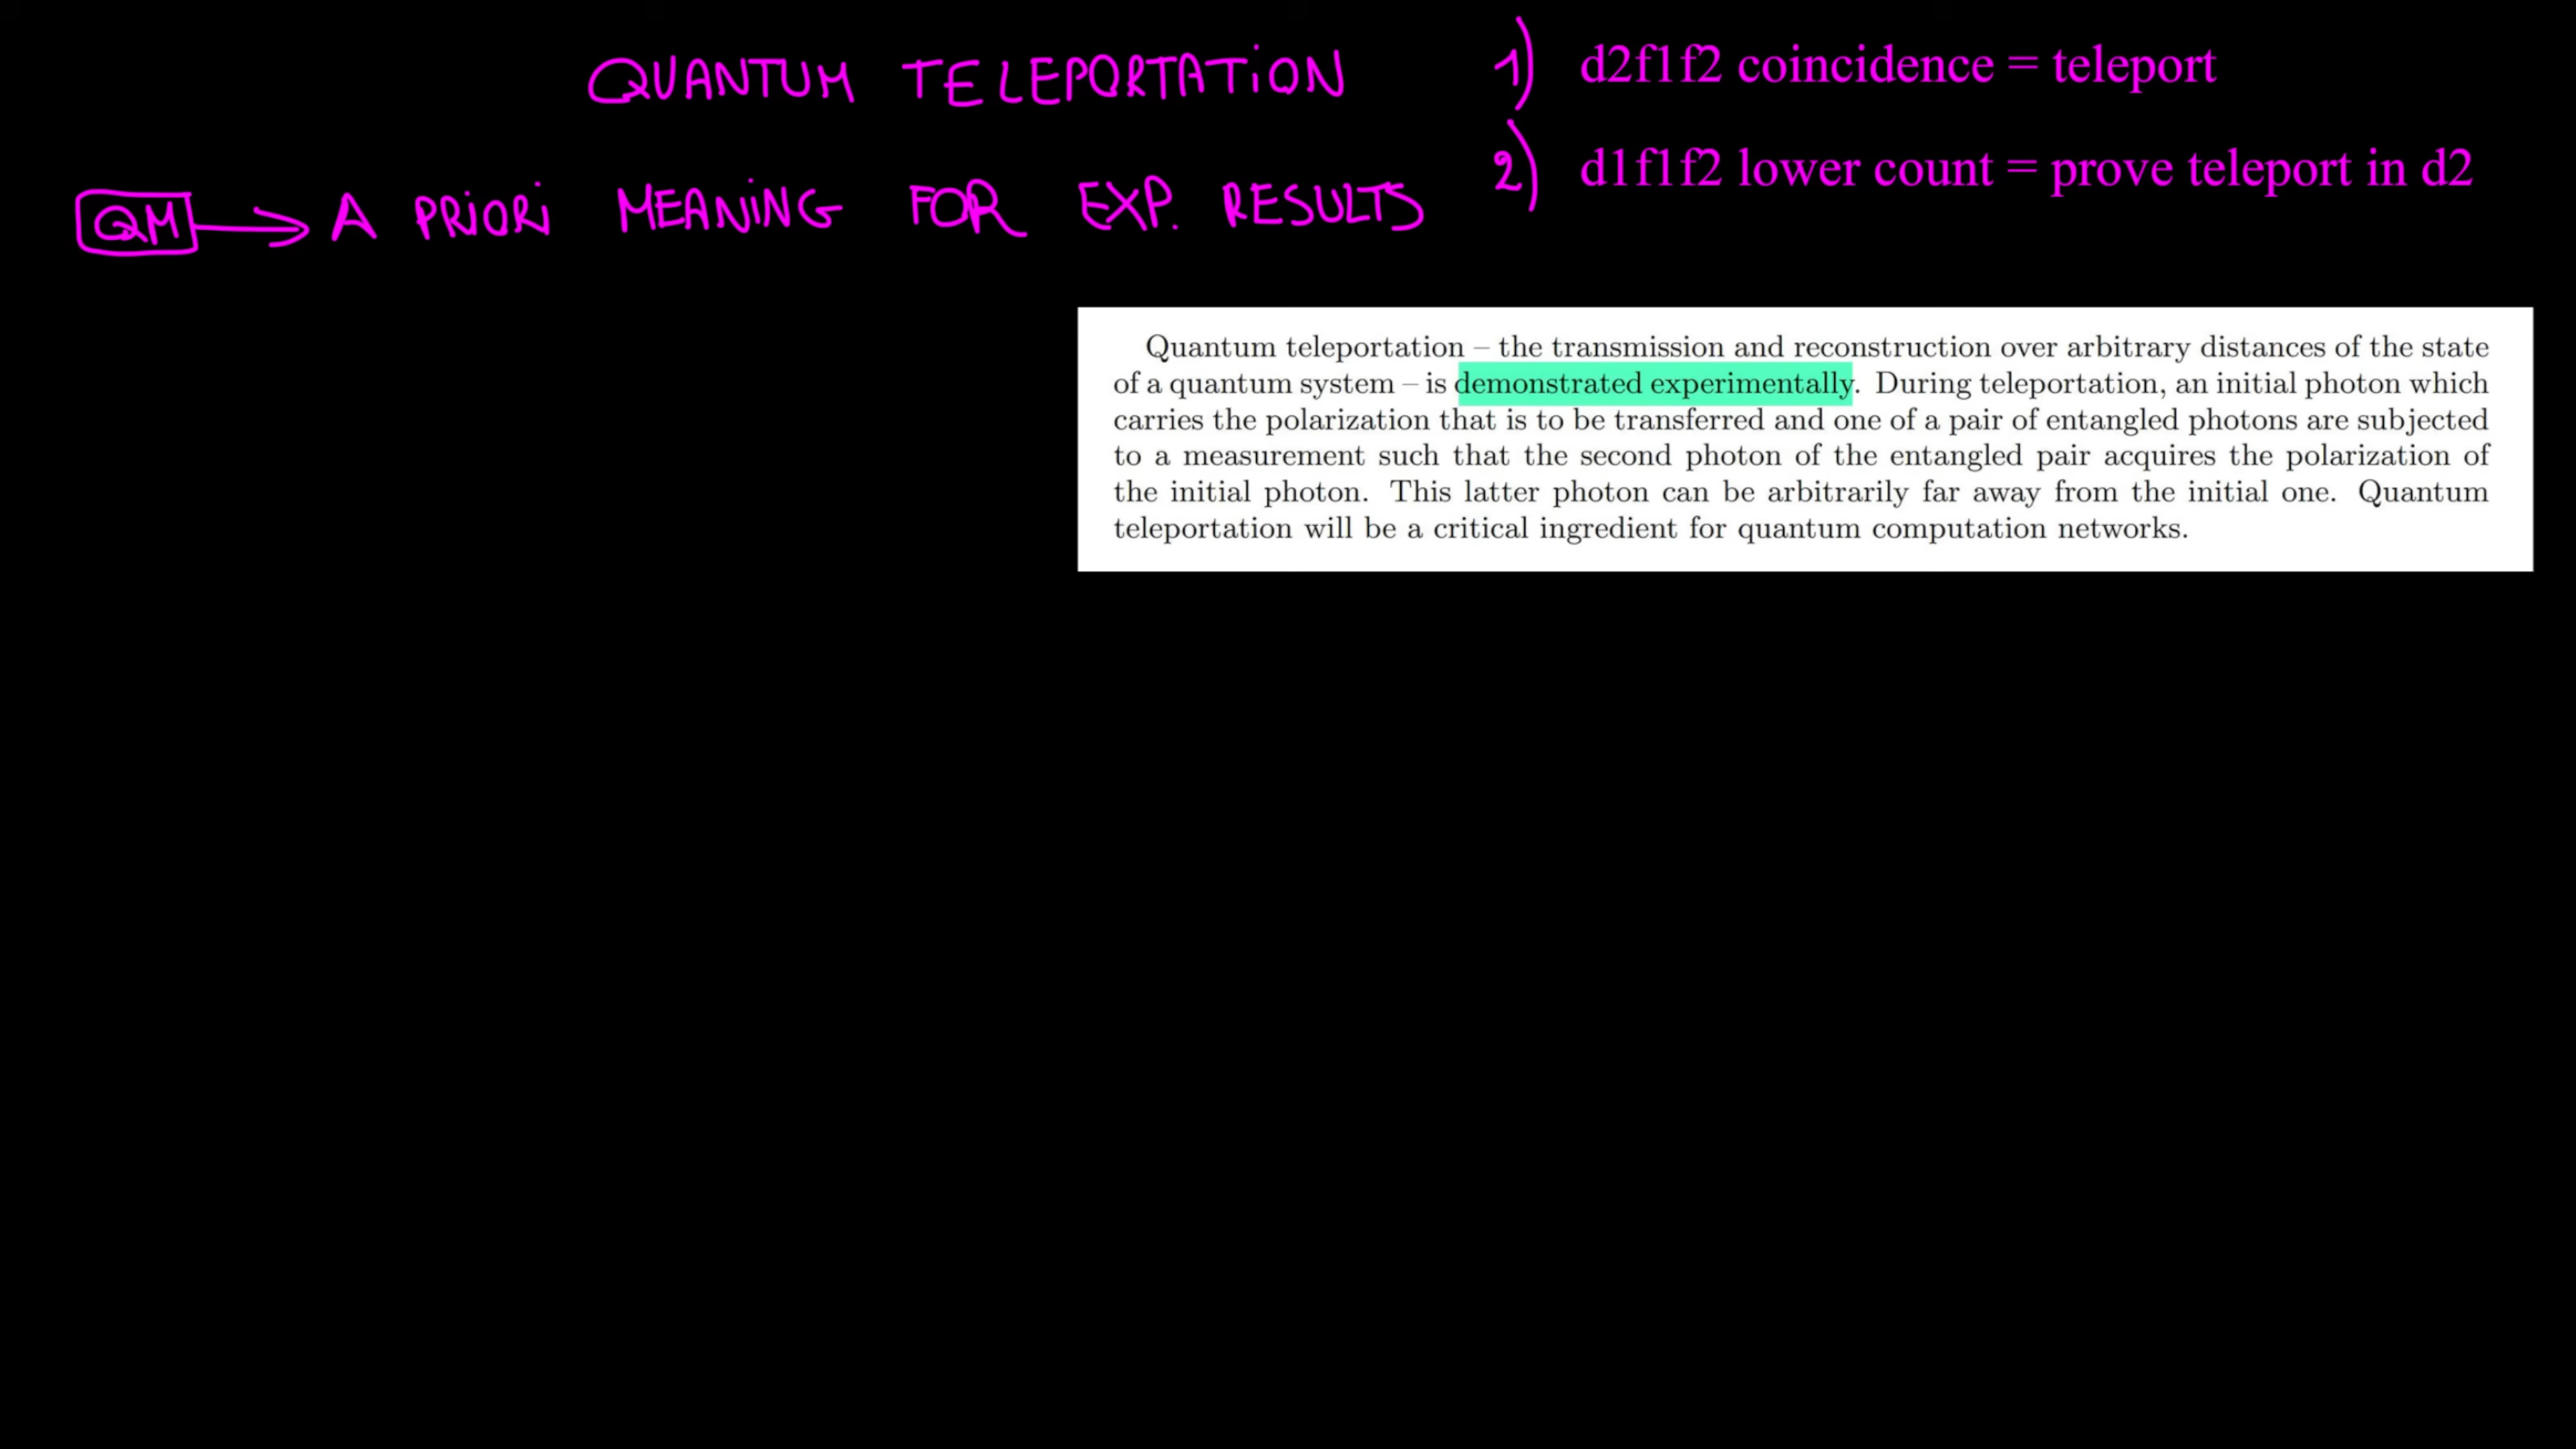 QUANTUM TELEPORTATION
QM → A PRIORI MEANING FOR EXP. RESULTS
1) d2f1f2 coincidence = teleport
2) d1f1f2 lower count = prove teleport in d2
Quantum teleportation – the transmission and reconstruction over arbitrary distances of the state
of a quantum system – is demonstrated experimentally. During teleportation, an initial photon which
carries the polarization that is to be transferred and one of a pair of entangled photons are subjected
to a measurement such that the second photon of the entangled pair acquires the polarization of
the initial photon. This latter photon can be arbitrarily far away from the initial one. Quantum
teleportation will be a critical ingredient for quantum computation networks.